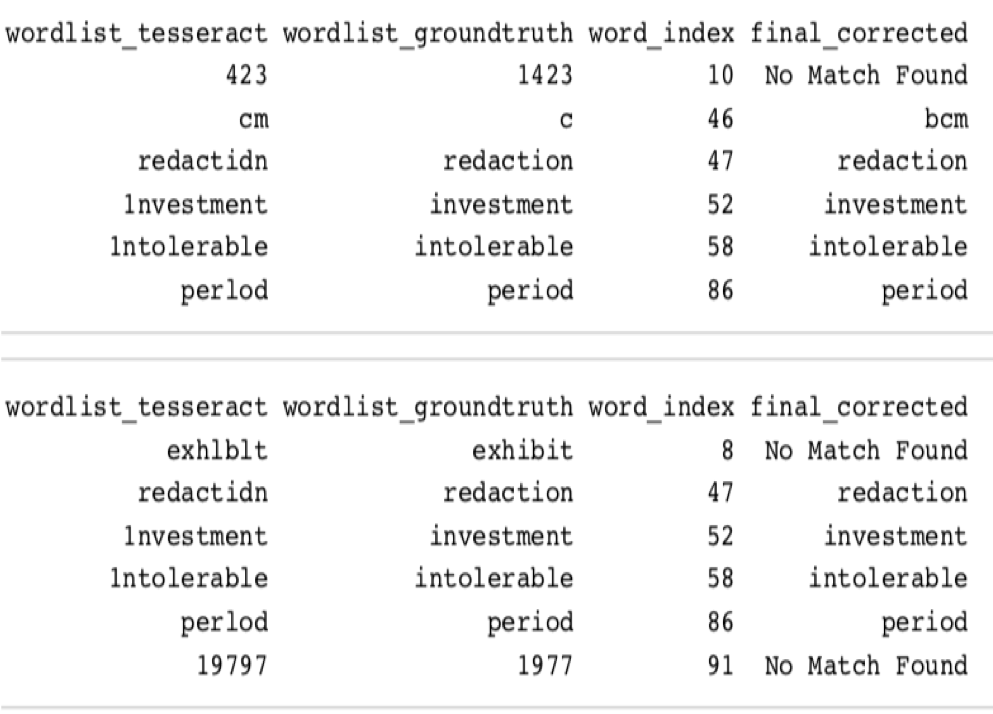 wordlist_tesseract wordlist_groundtruth word_index final_corrected
423 1423 10 No Match Found
cm c 46 bcm
redactidn redaction 47 redaction
1nvestment investment 52 investment
1ntolerable intolerable 58 intolerable
perlod period 86 period
wordlist_tesseract wordlist_groundtruth word_index final_corrected
exhlblt exhibit 8 No Match Found
redactidn redaction 47 redaction
1nvestment investment 52 investment
1ntolerable intolerable 58 intolerable
perlod period 86 period
19797 1977 91 No Match Found